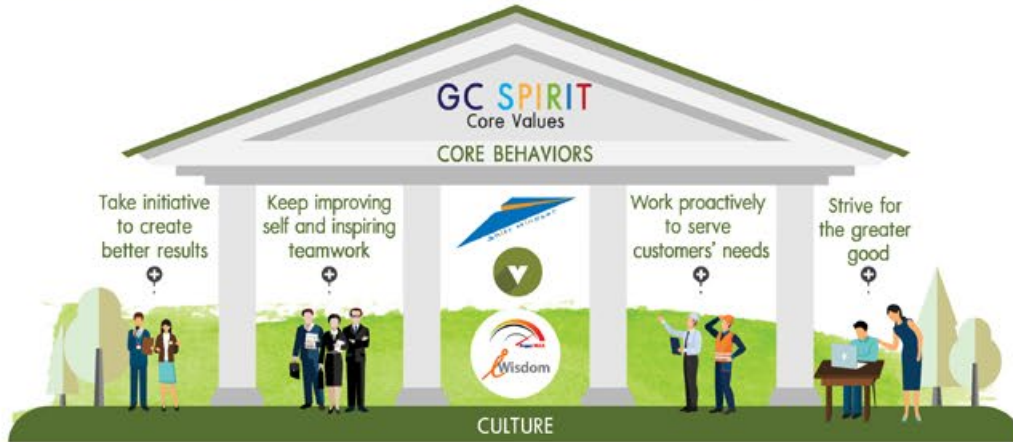 GC SPIRIT
Core Values
CORE BEHAVIORS
Take initiative
to create
better results
Keep improving
self and inspiring
teamwork
Work proactively
to serve
customers' needs
Strive for
the greater
good
Wisdom
CULTURE